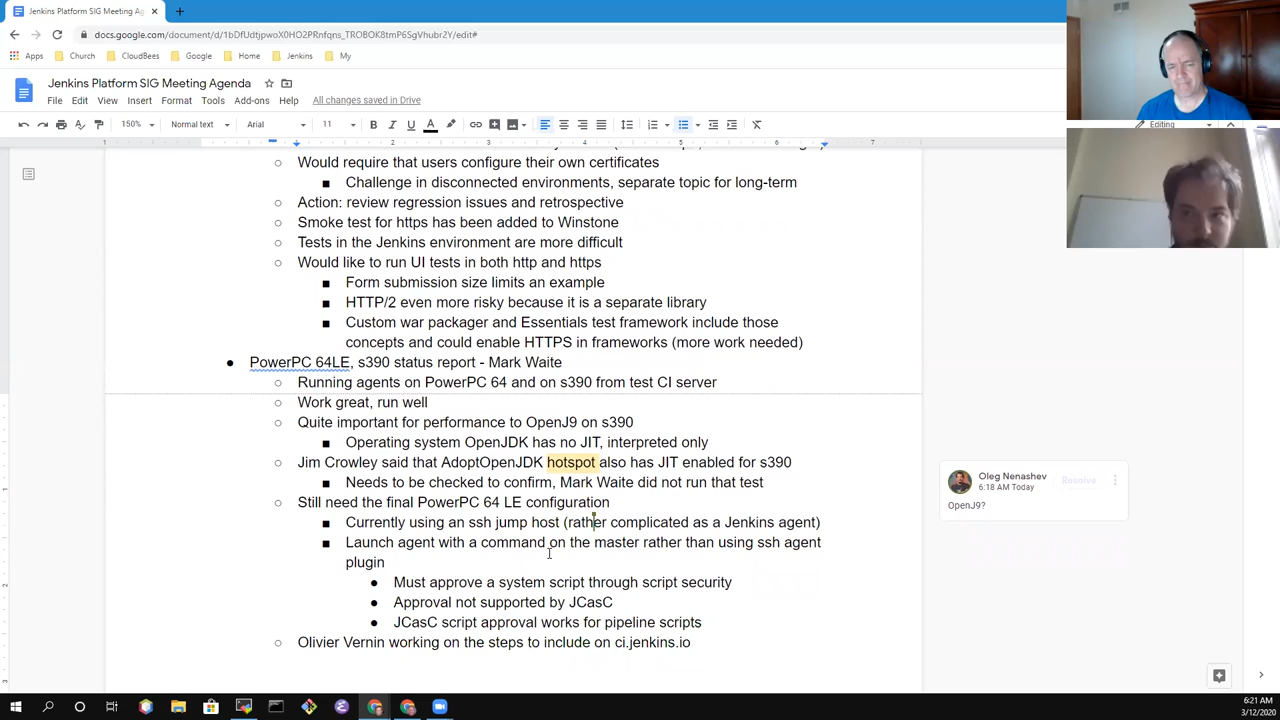 Jenkins Platform SIG Meeting Agenda
docs.google.com/document/d/1bDfUdtjpwoX0HO2PRnfqns_TROBOK8tmP6SgVhubr2Y/edit#
Apps Church CloudBees Google Home Jenkins My
Jenkins Platform SIG Meeting Agenda
File Edit View Insert Format Tools Add-ons Help All changes saved in Drive
150% Normal text Arial 11 B I U A Editing
1 1 2 3 4 5 6 7
Would require that users configure their own certificates
Challenge in disconnected environments, separate topic for long-term
Action: review regression issues and retrospective
Smoke test for https has been added to Winstone
Tests in the Jenkins environment are more difficult
Would like to run UI tests in both http and https
Form submission size limits an example
HTTP/2 even more risky because it is a separate library
Custom war packager and Essentials test framework include those
concepts and could enable HTTPS in frameworks (more work needed)
PowerPC 64LE, s390 status report - Mark Waite
Running agents on PowerPC 64 and on s390 from test CI server
Work great, run well
Quite important for performance to OpenJ9 on s390
Operating system OpenJDK has no JIT, interpreted only
Jim Crowley said that AdoptOpenJDK hotspot also has JIT enabled for s390
Needs to be checked to confirm, Mark Waite did not run that test
Still need the final PowerPC 64 LE configuration
Currently using an ssh jump host (rather complicated as a Jenkins agent)
Launch agent with a command on the master rather than using ssh agent
plugin
Must approve a system script through script security
Approval not supported by JCasC
JCasC script approval works for pipeline scripts
Olivier Vernin working on the steps to include on ci.jenkins.io
Oleg Nenashev
6:18 AM Today
Resolve
OpenJ9?
6:21 AM
3/12/2020